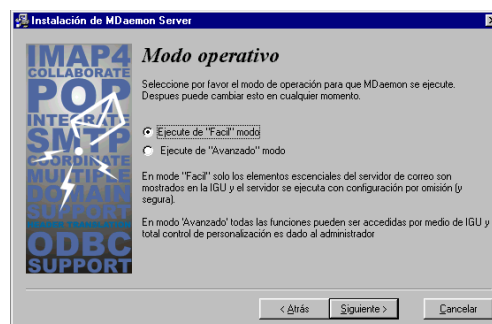 Instalación de MDaemon Server
IMAP4
COLLABORATE
POP
INTEGRATE
SMTP
COORDINATE
MULTIPLE
DOMAIN
SUPPORT
ODBC
SUPPORT
Modo operativo
Seleccione por favor el modo de operación para que MDaemon se ejecute.
Despues puede cambiar esto en cualquier momento.
Ejecute de "Facil" modo
Ejecute de "Avanzado" modo
En mode "Facil" solo los elementos escenciales del servidor de correo son
mostrados en la IGU y el servidor se ejecuta con configuración por omisión (y
segura).
En modo 'Avanzado' todas las funciones pueden ser accedidas por medio de IGU y
total control de personalización es dado al administrador
< Atrás
Siguiente >
Cancelar